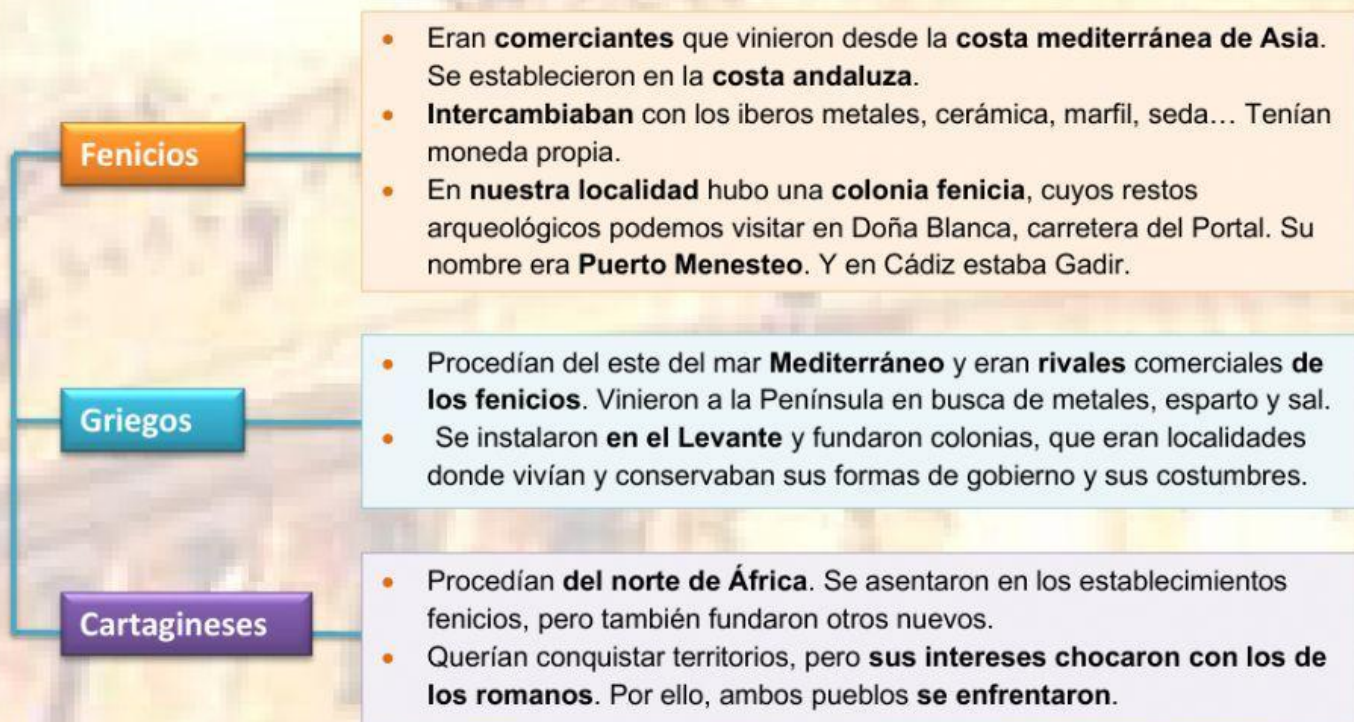 Fenicios
• Eran comerciantes que vinieron desde la costa mediterránea de Asia.
Se establecieron en la costa andaluza.
• Intercambiaban con los iberos metales, cerámica, marfil, seda… Tenían
moneda propia.
• En nuestra localidad hubo una colonia fenicia, cuyos restos
arqueológicos podemos visitar en Doña Blanca, carretera del Portal. Su
nombre era Puerto Menesteo. Y en Cádiz estaba Gadir.
Griegos
• Procedían del este del mar Mediterráneo y eran rivales comerciales de
los fenicios. Vinieron a la Península en busca de metales, esparto y sal.
• Se instalaron en el Levante y fundaron colonias, que eran localidades
donde vivían y conservaban sus formas de gobierno y sus costumbres.
Cartagineses
• Procedían del norte de África. Se asentaron en los establecimientos
fenicios, pero también fundaron otros nuevos.
• Querían conquistar territorios, pero sus intereses chocaron con los de
los romanos. Por ello, ambos pueblos se enfrentaron.